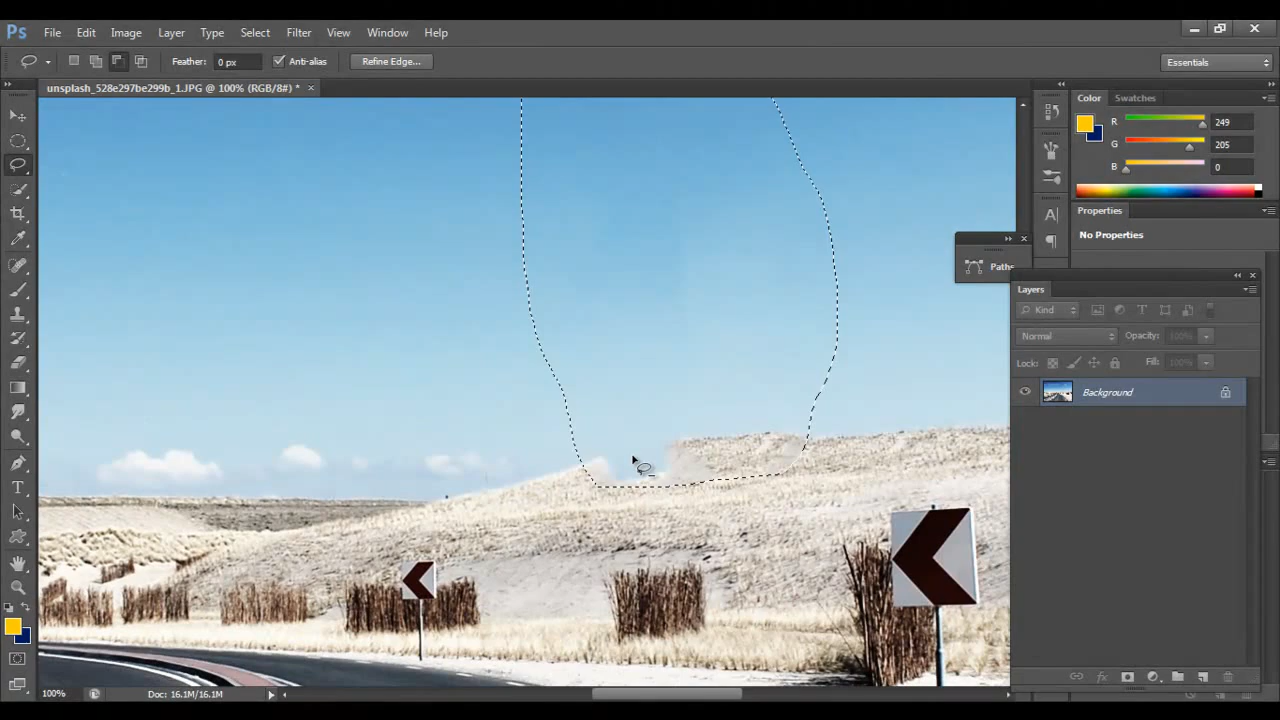 Ps File Edit Image Layer Type Select Filter View Window Help
Feather: 0 px Anti-alias Refine Edge... Essentials
unsplash_528e297be299b_1.JPG @ 100% (RGB/8#) *
Color Swatches
R 249
G 205
B 0
Properties
No Properties
Paths
Layers
Kind
Normal Opacity: 100%
Lock: Fill: 100%
Background
100% Doc: 16.1M/16.1M